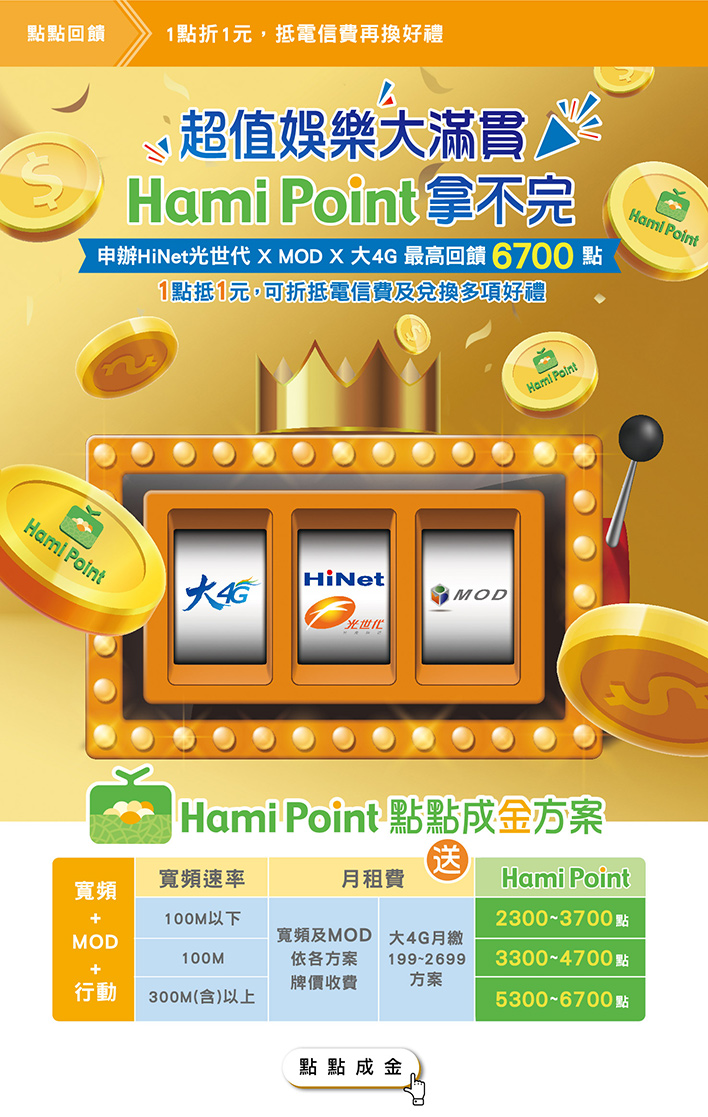 點點回饋
1點折1元，抵電信費再換好禮
超值娛樂大滿貫
Hami Point拿不完
申辦HiNet光世代 X MOD X 大4G 最高回饋 6700 點
1點抵1元，可折抵電信費及兌換多項好禮
Hami Point
Hami Point
Hami Point
大4G
HiNet
光世代
MOD
Hami Point 點點成金方案
送
寬頻速率
月租費
Hami Point
寬頻
+
MOD
+
行動
100M以下
100M
300M(含)以上
寬頻及MOD
依各方案
牌價收費
大4G月繳
199~2699
方案
2300~3700點
3300~4700點
5300~6700點
點點成金